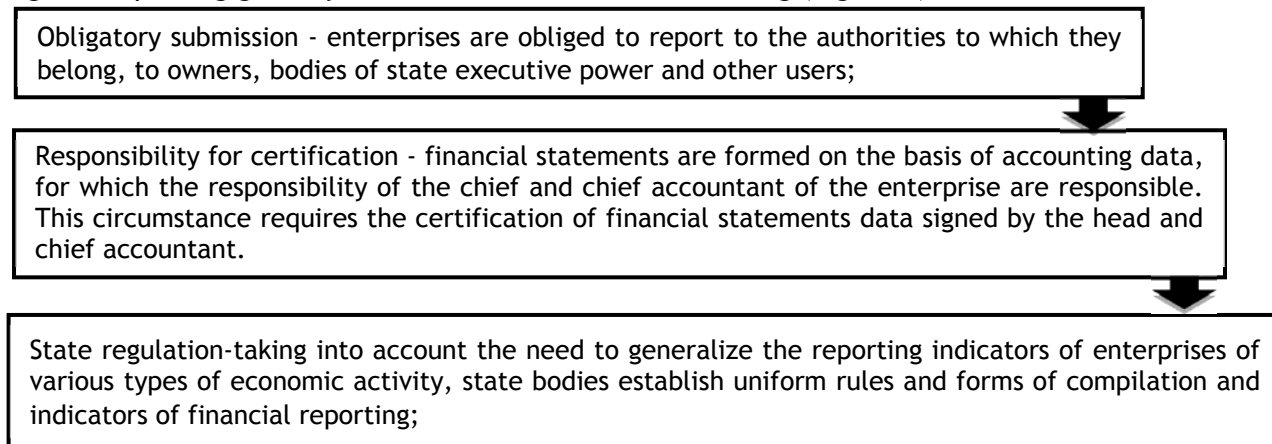 Obligatory submission - enterprises are obliged to report to the authorities to which they
belong, to owners, bodies of state executive power and other users;
Responsibility for certification - financial statements are formed on the basis of accounting data,
for which the responsibility of the chief and chief accountant of the enterprise are responsible.
This circumstance requires the certification of financial statements data signed by the head and
chief accountant.
State regulation-taking into account the need to generalize the reporting indicators of enterprises of
various types of economic activity, state bodies establish uniform rules and forms of compilation and
indicators of financial reporting;